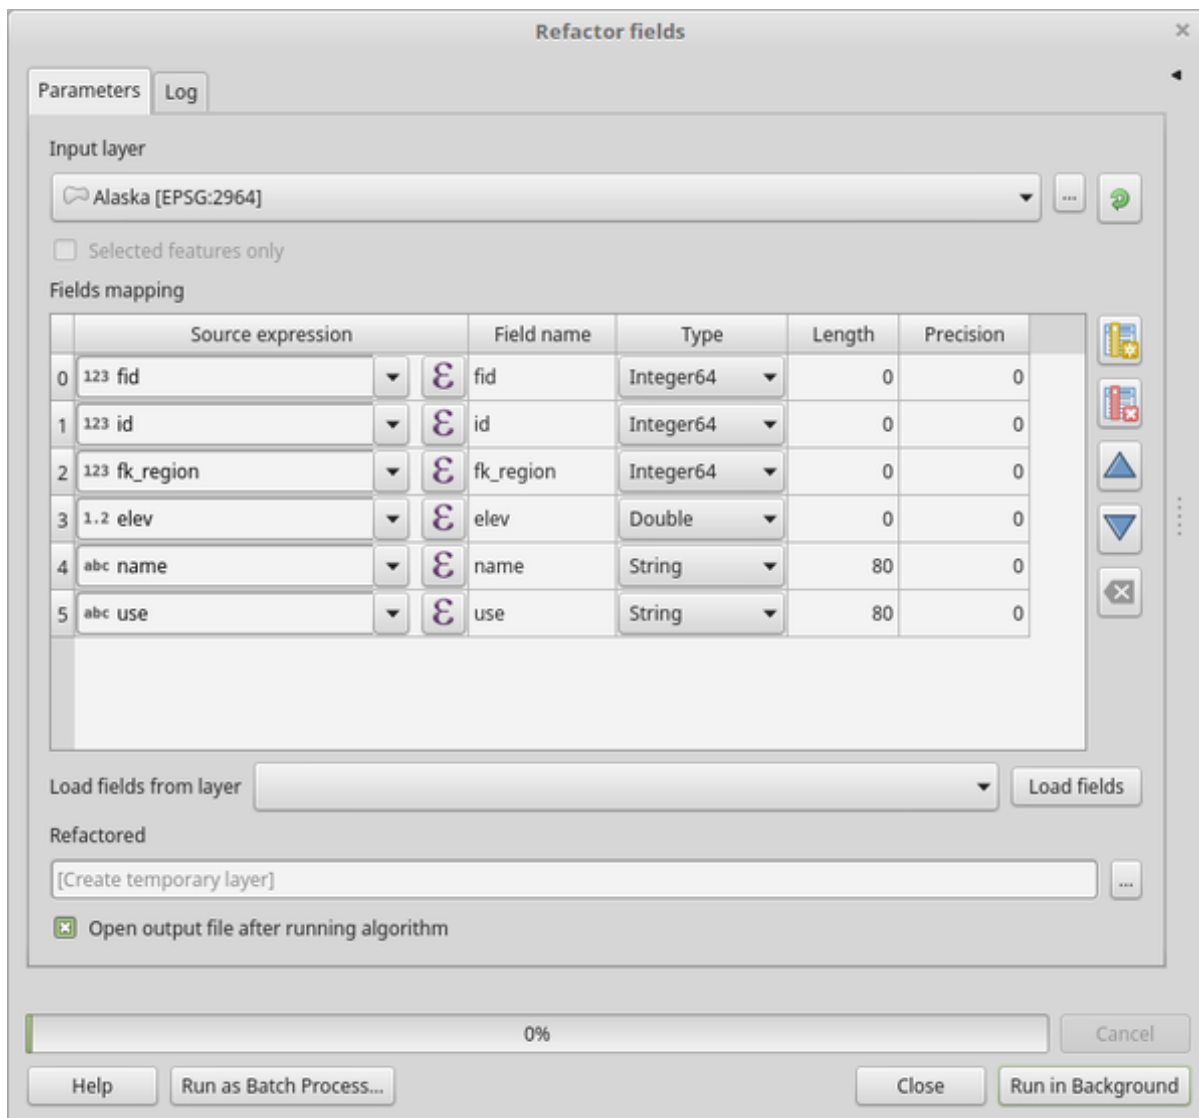 Refactor fields
Parameters Log
Input layer
Alaska [EPSG:2964] ...
Selected features only
Fields mapping
Source expression Field name Type Length Precision
0 123 fid ε fid Integer64 0 0
1 123 id ε id Integer64 0 0
2 123 fk_region ε fk_region Integer64 0 0
3 1.2 elev ε elev Double 0 0
4 abc name ε name String 80 0
5 abc use ε use String 80 0
Load fields from layer Load fields
Refactored
[Create temporary layer] ...
Open output file after running algorithm
0% Cancel
Help Run as Batch Process... Close Run in Background